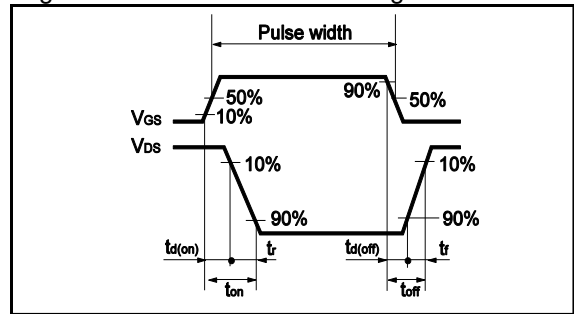 Pulse width
90%
50%
50%
10%
VGS
VDS
10%
10%
90%
90%
td(on)
tr
td(off)
tf
ton
toff